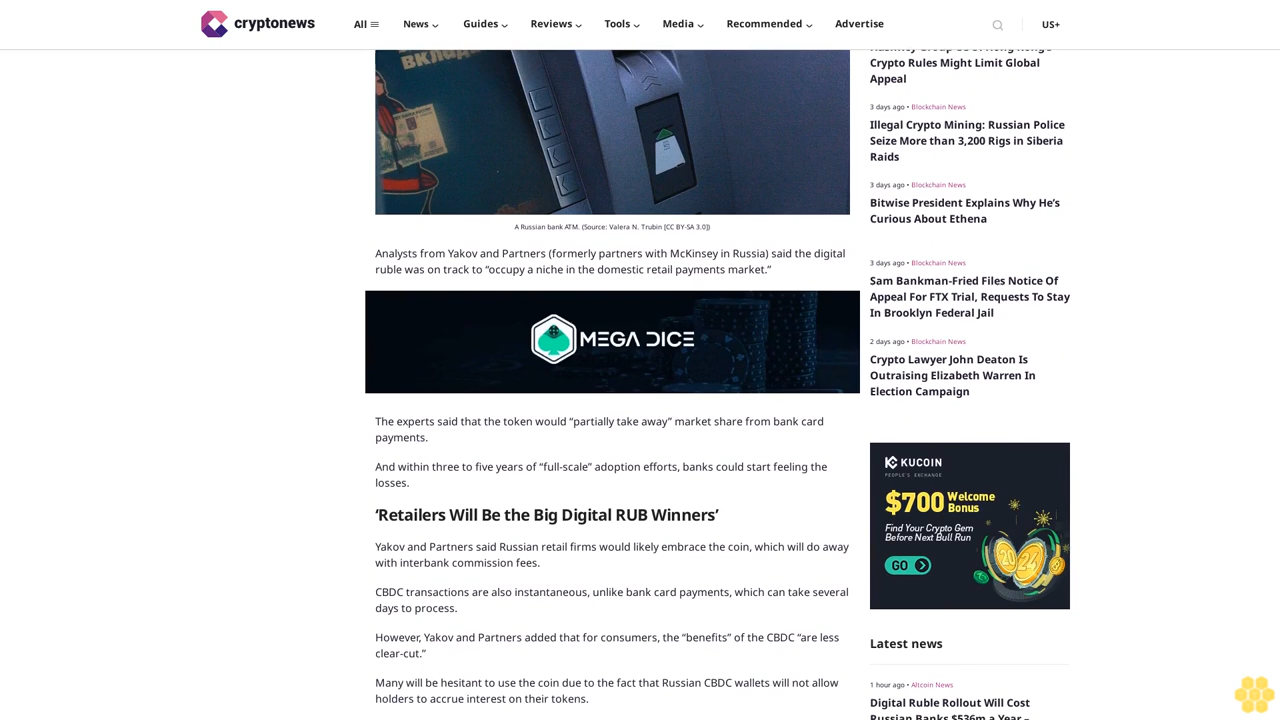 cryptonews
All
News
Guides
Reviews
Tools
Media
Recommended
Advertise
US+
ВКЛАД
A Russian bank ATM. (Source: Valera N. Trubin [CC BY-SA 3.0])
Analysts from Yakov and Partners (formerly partners with McKinsey in Russia) said the digital
ruble was on track to “occupy a niche in the domestic retail payments market.”
MEGA DICE
The experts said that the token would “partially take away” market share from bank card
payments.
And within three to five years of “full-scale” adoption efforts, banks could start feeling the
losses.
‘Retailers Will Be the Big Digital RUB Winners’
Yakov and Partners said Russian retail firms would likely embrace the coin, which will do away
with interbank commission fees.
CBDC transactions are also instantaneous, unlike bank card payments, which can take several
days to process.
However, Yakov and Partners added that for consumers, the “benefits” of the CBDC “are less
clear-cut.”
Many will be hesitant to use the coin due to the fact that Russian CBDC wallets will not allow
holders to accrue interest on their tokens.
Crypto Rules Might Limit Global
Appeal
3 days ago • Blockchain News
Illegal Crypto Mining: Russian Police
Seize More than 3,200 Rigs in Siberia
Raids
3 days ago • Blockchain News
Bitwise President Explains Why He’s
Curious About Ethena
3 days ago • Blockchain News
Sam Bankman-Fried Files Notice Of
Appeal For FTX Trial, Requests To Stay
In Brooklyn Federal Jail
2 days ago • Blockchain News
Crypto Lawyer John Deaton Is
Outraising Elizabeth Warren In
Election Campaign
KUCOIN
PEOPLE'S EXCHANGE
$700 Welcome
Bonus
Find Your Crypto Gem
Before Next Bull Run
GO
2024
Latest news
1 hour ago • Altcoin News
Digital Ruble Rollout Will Cost
Russian Banks $536m a Year –